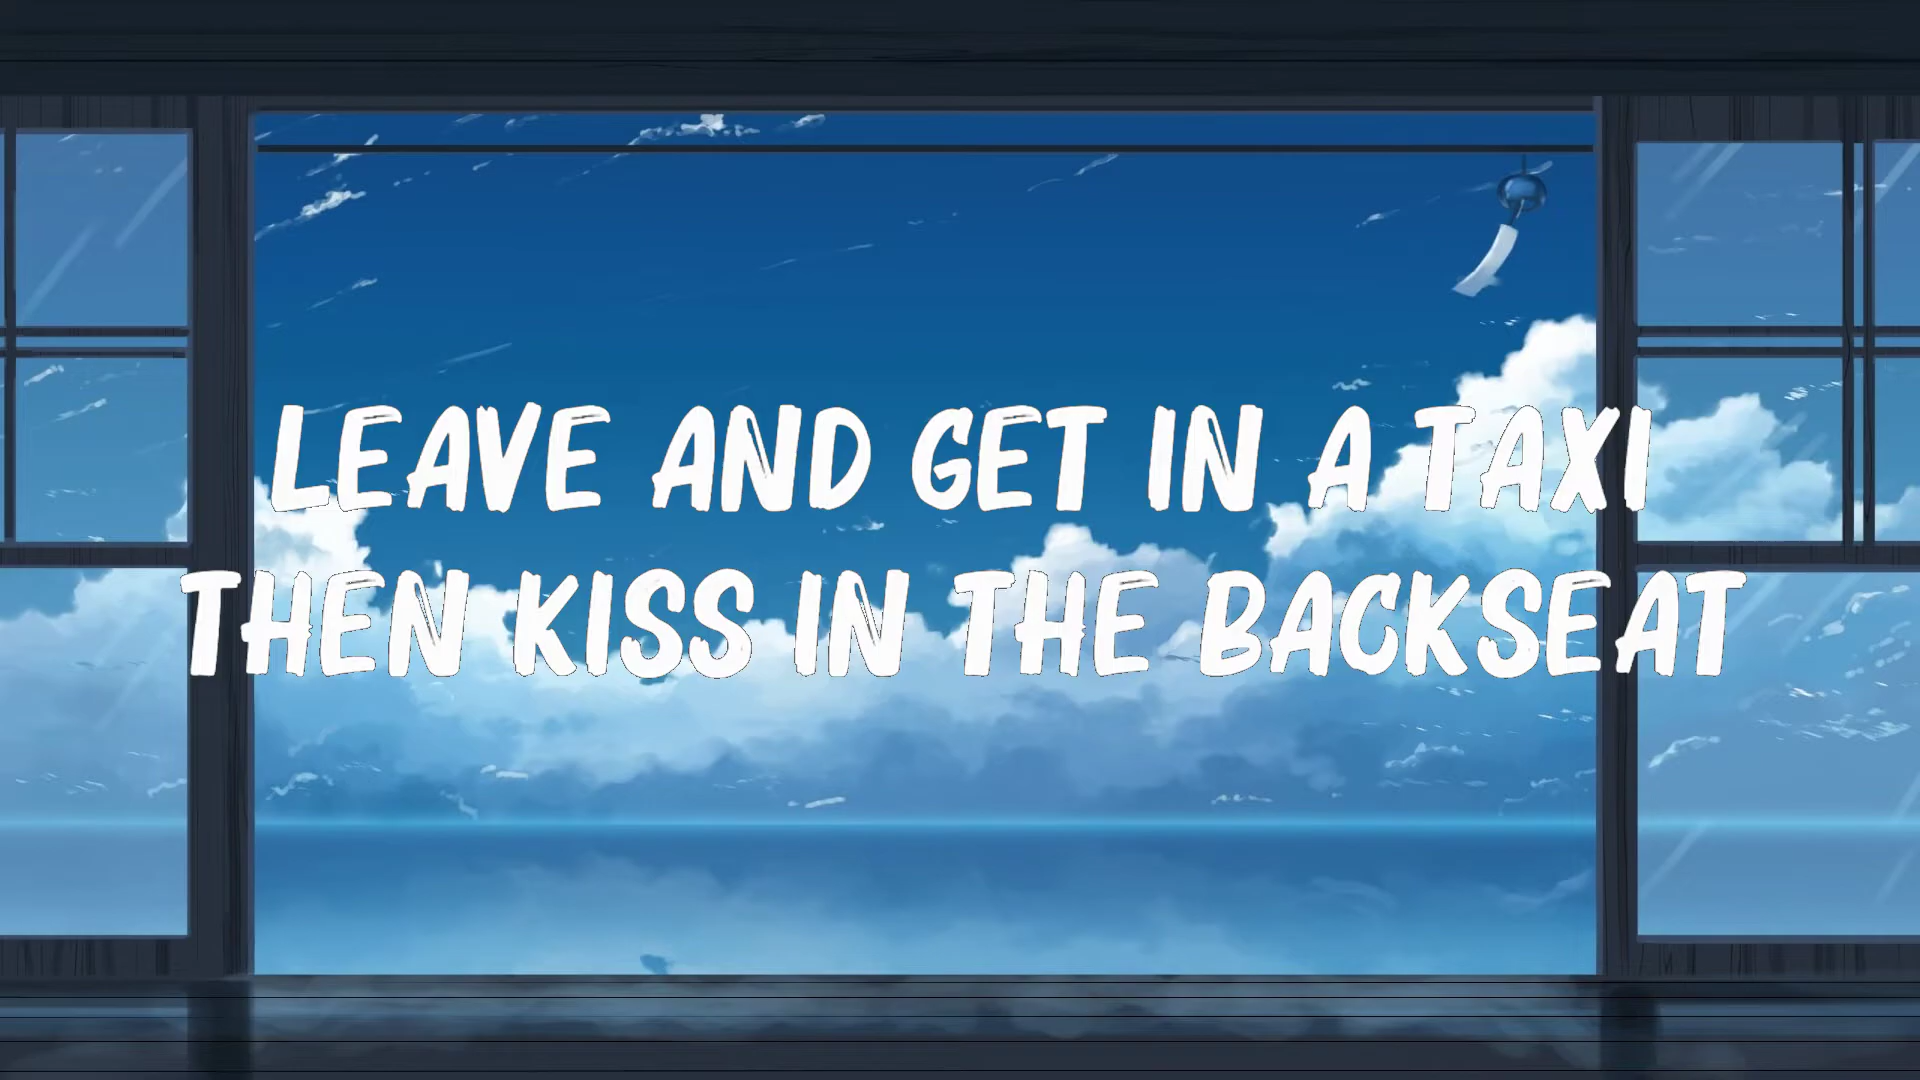 LEAVE AND GET IN A TAXI
THEN KISS IN THE BACKSEAT